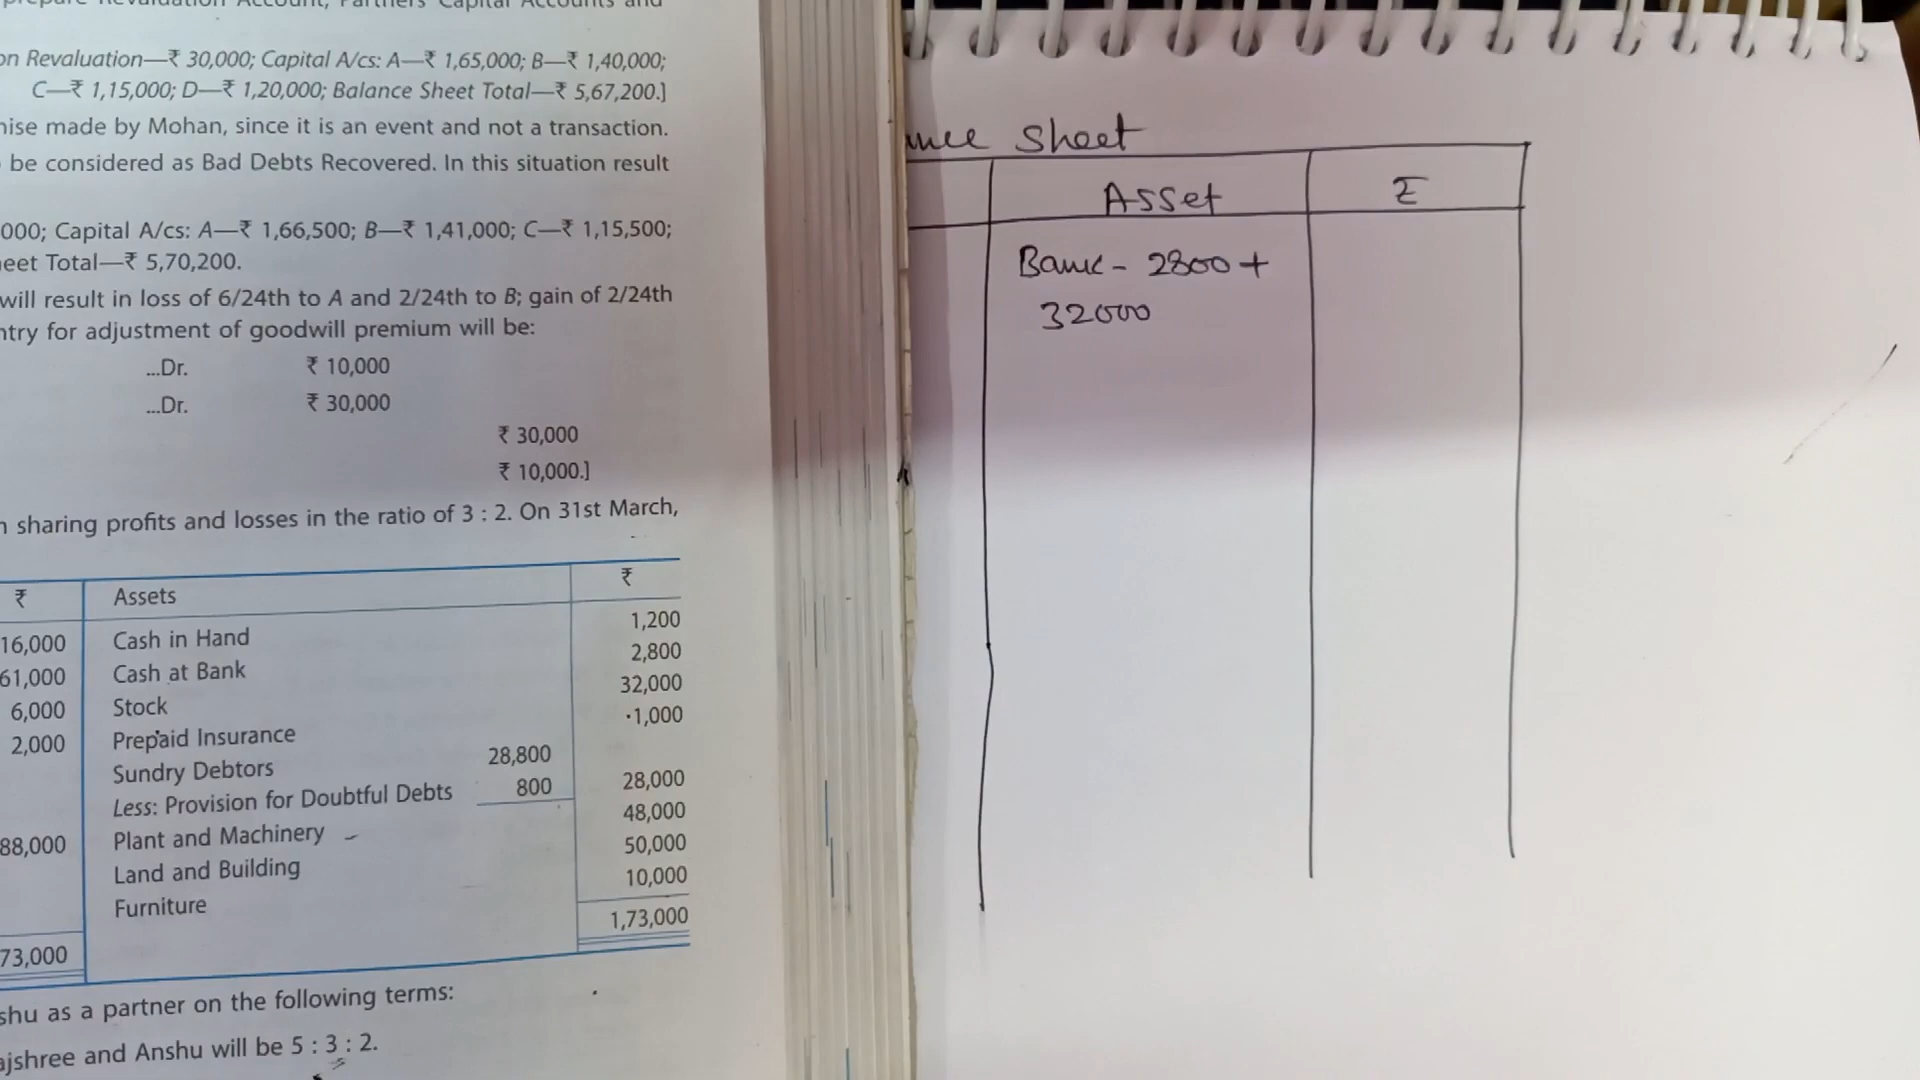 on Revaluation—₹ 30,000; Capital A/cs: A—₹ 1,65,000; B—₹ 1,40,000;
C—₹ 1,15,000; D—₹ 1,20,000; Balance Sheet Total—₹ 5,67,200.]
made by Mohan, since it is an event and not a transaction.
be considered as Bad Debts Recovered. In this situation result
000; Capital A/cs: A—₹ 1,66,500; B—₹ 1,41,000; C—₹ 1,15,500;
Total—₹ 5,70,200.
will result in loss of 6/24th to A and 2/24th to B; gain of 2/24th
for adjustment of goodwill premium will be:
...Dr. ₹ 10,000
...Dr. ₹ 30,000
₹ 30,000
₹ 10,000.]
sharing profits and losses in the ratio of 3 : 2. On 31st March,
₹ Assets ₹
16,000 Cash in Hand 1,200
61,000 Cash at Bank 2,800
6,000 Stock 32,000
2,000 Prepaid Insurance 1,000
Sundry Debtors 28,800
Less: Provision for Doubtful Debts 800 28,000
88,000 Plant and Machinery 48,000
Land and Building 50,000
Furniture 10,000
73,000 1,73,000
as a partner on the following terms:
and Anshu will be 5 : 3 : 2.
Sheet
Asset ₹
Bank - 2800 +
32000